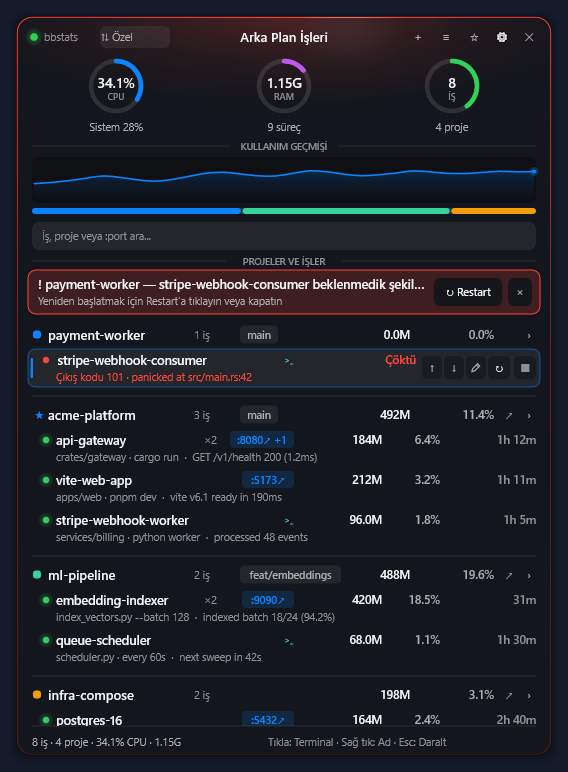 bbstats
↑↓ Özel
Arka Plan İşleri
+ ≡ ☆ ×
34.1%
CPU
Sistem 28%
1.15G
RAM
9 süreç
8
İŞ
4 proje
KULLANIM GEÇMİŞİ
İş, proje veya :port ara...
PROJELER VE İŞLER
! payment-worker — stripe-webhook-consumer beklenmedik şekil...
Yeniden başlatmak için Restart'a tıklayın veya kapatın
↻ Restart
×
payment-worker 1 iş main 0.0M 0.0% ›
stripe-webhook-consumer >_ Çöktü ↑ ↓ ↻
Çıkış kodu 101 · panicked at src/main.rs:42
★ acme-platform 3 iş main 492M 11.4% ↗ ›
api-gateway ×2 :8080↗ +1 184M 6.4% 1h 12m
crates/gateway · cargo run · GET /v1/health 200 (1.2ms)
vite-web-app :5173↗ 212M 3.2% 1h 11m
apps/web · pnpm dev · vite v6.1 ready in 190ms
stripe-webhook-worker >_ 96.0M 1.8% 1h 5m
services/billing · python worker · processed 48 events
ml-pipeline 2 iş feat/embeddings 488M 19.6% ↗ ›
embedding-indexer ×2 :9090↗ 420M 18.5% 31m
index_vectors.py --batch 128 · indexed batch 18/24 (94.2%)
queue-scheduler >_ 68.0M 1.1% 1h 30m
scheduler.py · every 60s · next sweep in 42s
infra-compose 2 iş 198M 3.1% ↗ ›
postgres-16 :5432↗ 164M 2.4% 2h 40m
8 iş · 4 proje · 34.1% CPU · 1.15G
Tıkla: Terminal · Sağ tık: Ad · Esc: Daralt